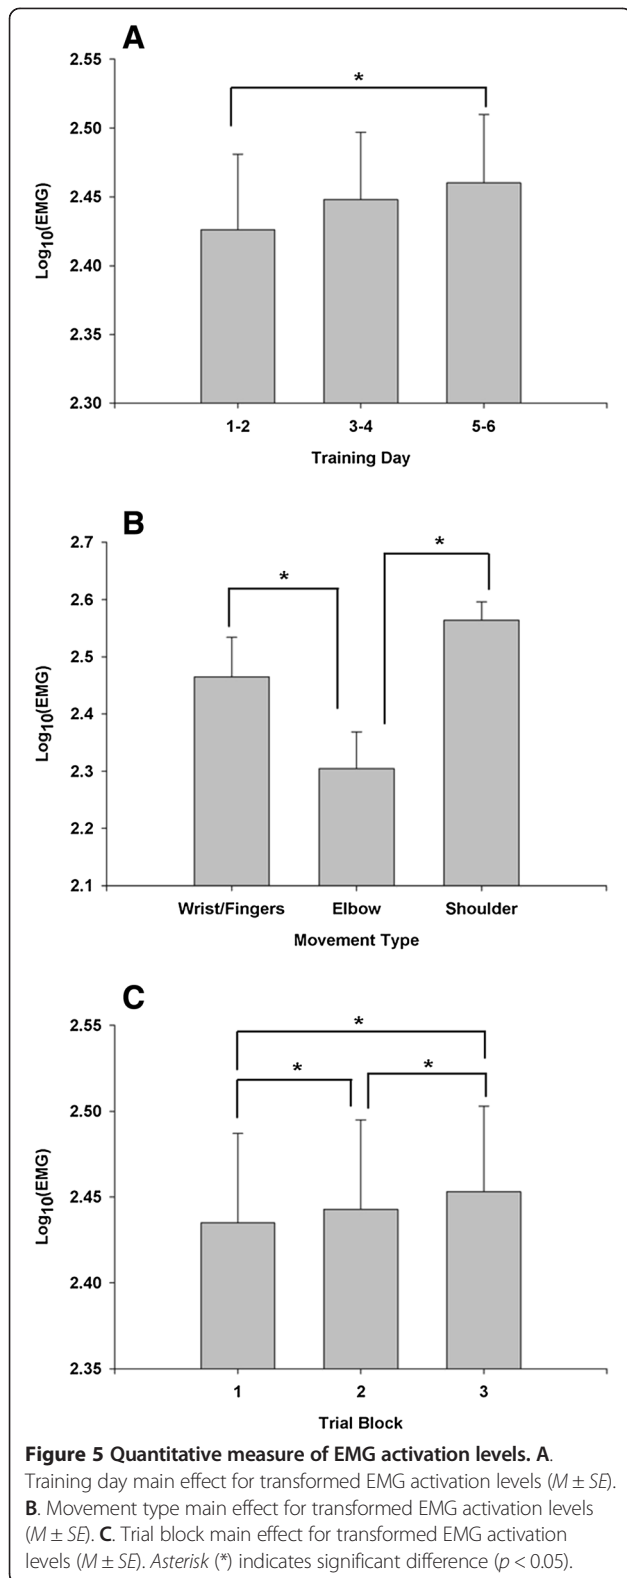 A
2.55
*
2.50
2.45
2.40
2.35
2.30
Log10(EMG)
1-2 3-4 5-6
Training Day
B
2.7
*
*
2.6
2.5
2.4
2.3
2.2
2.1
Log10(EMG)
Wrist/Fingers Elbow Shoulder
Movement Type
C
2.55
*
*
*
2.50
2.45
2.40
2.35
Log10(EMG)
1 2 3
Trial Block
Figure 5 Quantitative measure of EMG activation levels. A.
Training day main effect for transformed EMG activation levels (M ± SE).
B. Movement type main effect for transformed EMG activation levels
(M ± SE). C. Trial block main effect for transformed EMG activation
levels (M ± SE). Asterisk (*) indicates significant difference (p < 0.05).